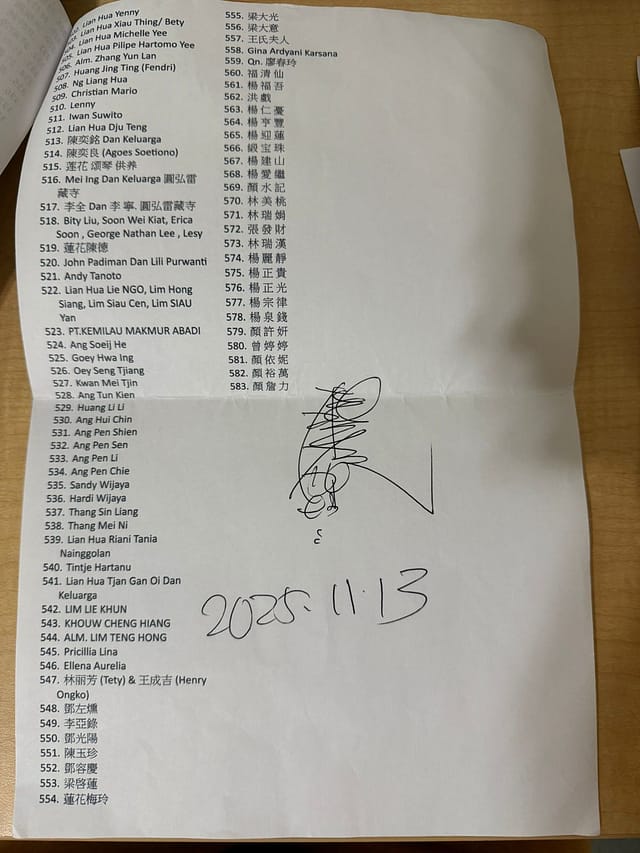 Lian Hua Yenny
Lian Hua Xiau Thing/ Bety
Lian Hua Michelle Yee
505. Lian Hua Pilipe Hartomo Yee
506. Alm. Zhang Yun Lan
507. Huang Jing Ting (Fendri)
508. Ng Liang Hua
509. Christian Mario
510. Lenny
511. Iwan Suwito
512. Lian Hua Dju Teng
513. 陳奕銘 Dan Keluarga
514. 陳奕良 (Agoes Soetiono)
515. 莲花 頌琴 供养
516. Mei Ing Dan Keluarga 圓弘雷
藏寺
517. 李全 Dan 李寧. 圓弘雷藏寺
518. Bity Liu, Soon Wei Kiat, Erica
Soon , George Nathan Lee , Lesy
519. 蓮花陳德
520. John Padiman Dan Lili Purwanti
521. Andy Tanoto
522. Lian Hua Lie NGO, Lim Hong
Siang, Lim Siau Cen, Lim SIAU
Yan
523. PT.KEMILAU MAKMUR ABADI
524. Ang Soeij He
525. Goey Hwa Ing
526. Oey Seng Tjiang
527. Kwan Mei Tjin
528. Ang Tun Kien
529. Huang Li Li
530. Ang Hui Chin
531. Ang Pen Shien
532. Ang Pen Sen
533. Ang Pen Li
534. Ang Pen Chie
535. Sandy Wijaya
536. Hardi Wijaya
537. Thang Sin Liang
538. Thang Mei Ni
539. Lian Hua Riani Tania
Nainggolan
540. Tintje Hartanu
541. Lian Hua Tjan Gan Oi Dan
Keluarga
542. LIM LIE KHUN
543. KHOUW CHENG HIANG
544. ALM. LIM TENG HONG
545. Pricillia Lina
546. Ellena Aurelia
547. 林丽芳 (Tety) & 王成吉 (Henry
Ongko)
548. 鄧左燻
549. 李亞錄
550. 鄧光陽
551. 陳玉珍
552. 鄧容慶
553. 梁啓蓮
554. 蓮花梅玲
555. 梁大光
556. 梁大意
557. 王氏夫人
558. Gina Ardyani Karsana
559. Qn. 廖春玲
560. 福清仙
561. 楊福吾
562. 洪戲
563. 楊仁憂
564. 楊亨豐
565. 楊迎蓮
566. 緞宝珠
567. 楊建山
568. 楊愛繼
569. 顏水記
570. 林美桃
571. 林瑞娟
572. 張發財
573. 林瑞漢
574. 楊麗靜
575. 楊正貴
576. 楊正光
577. 楊宗律
578. 楊泉錢
579. 顏許妍
580. 曾婷婷
581. 顏依妮
582. 顏裕萬
583. 顏詹力
2025.11.13